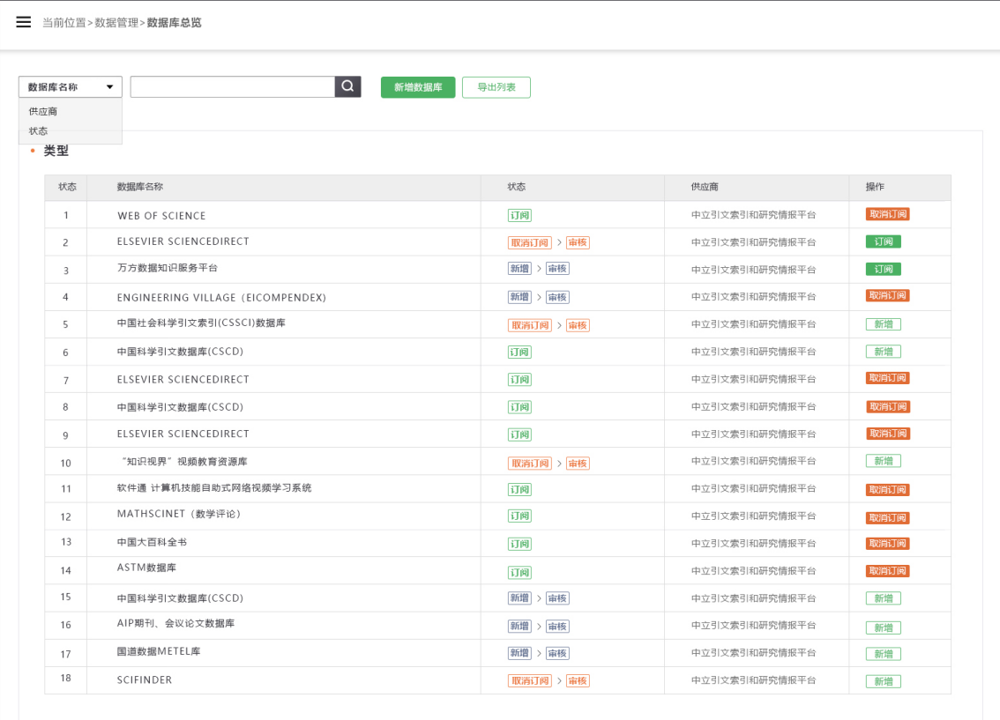 当前位置>数据管理>数据库总览
数据库名称 新增数据库 导出列表
供应商
状态
类型
状态 数据库名称 状态 供应商 操作
1 WEB OF SCIENCE 订阅 中立引文索引和研究情报平台 取消订阅
2 ELSEVIER SCIENCEDIRECT 取消订阅 > 审核 中立引文索引和研究情报平台 订阅
3 万方数据知识服务平台 新增 > 审核 中立引文索引和研究情报平台 订阅
4 ENGINEERING VILLAGE（EICOMPENDEX) 新增 > 审核 中立引文索引和研究情报平台 取消订阅
5 中国社会科学引文索引(CSSCI)数据库 取消订阅 > 审核 中立引文索引和研究情报平台 新增
6 中国科学引文数据库(CSCD) 订阅 中立引文索引和研究情报平台 新增
7 ELSEVIER SCIENCEDIRECT 订阅 中立引文索引和研究情报平台 取消订阅
8 中国科学引文数据库(CSCD) 订阅 中立引文索引和研究情报平台 取消订阅
9 ELSEVIER SCIENCEDIRECT 订阅 中立引文索引和研究情报平台 取消订阅
10 “知识视界”视频教育资源库 取消订阅 > 审核 中立引文索引和研究情报平台 新增
11 软件通 计算机技能自助式网络视频学习系统 订阅 中立引文索引和研究情报平台 取消订阅
12 MATHSCINET（数学评论） 订阅 中立引文索引和研究情报平台 取消订阅
13 中国大百科全书 订阅 中立引文索引和研究情报平台 取消订阅
14 ASTM数据库 订阅 中立引文索引和研究情报平台 取消订阅
15 中国科学引文数据库(CSCD) 新增 > 审核 中立引文索引和研究情报平台 新增
16 AIP期刊、会议论文数据库 新增 > 审核 中立引文索引和研究情报平台 新增
17 国道数据METEL库 新增 > 审核 中立引文索引和研究情报平台 新增
18 SCIFINDER 取消订阅 > 审核 中立引文索引和研究情报平台 新增